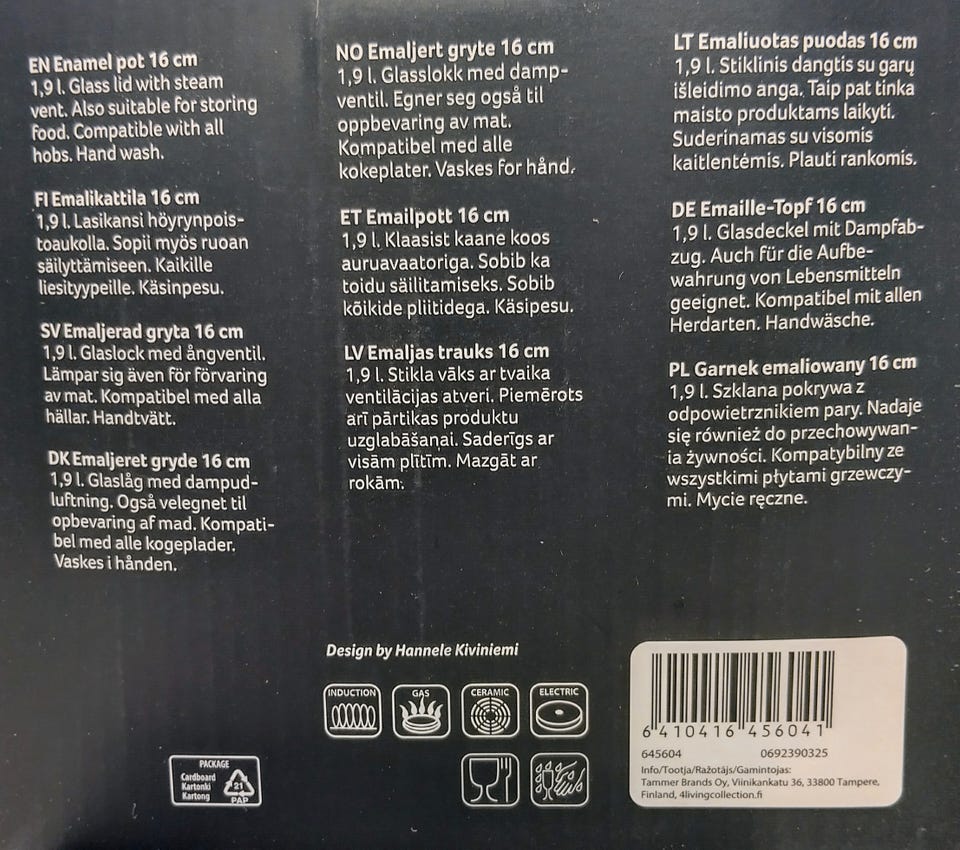 EN Enamel pot 16 cm
1,9 l. Glass lid with steam
vent. Also suitable for storing
food. Compatible with all
hobs. Hand wash.
FI Emalikattila 16 cm
1,9 l. Lasikansi höyrynpois-
toaukolla. Sopii myös ruoan
säilyttämiseen. Kaikille
liesityypeille. Käsinpesu.
SV Emaljerad gryta 16 cm
1,9 l. Glaslock med ångventil.
Lämpar sig även för förvaring
av mat. Kompatibel med alla
hällar. Handtvätt.
DK Emaljeret gryde 16 cm
1,9 l. Glaslåg med dampud-
luftning. Også velegnet til
opbevaring af mad. Kompati-
bel med alle kogeplader.
Vaskes i hånden.
NO Emaljert gryte 16 cm
1,9 l. Glasslokk med damp-
ventil. Egner seg også til
oppbevaring av mat.
Kompatibel med alle
kokeplater. Vaskes for hånd.
ET Emailpott 16 cm
1,9 l. Klaasist kaane koos
auruavaatoriga. Sobib ka
toidu säilitamiseks. Sobib
kõikide pliitidega. Käsipesu.
LV Emaljas trauks 16 cm
1,9 l. Stikla vāks ar tvaika
ventilācijas atveri. Piemērots
arī pārtikas produktu
uzglabāšanai. Saderīgs ar
visām plītīm. Mazgāt ar
rokām.
LT Emaliuotas puodas 16 cm
1,9 l. Stiklinis dangtis su garų
išleidimo anga. Taip pat tinka
maisto produktams laikyti.
Suderinamas su visomis
kaitlentėmis. Plauti rankomis.
DE Emaille-Topf 16 cm
1,9 l. Glasdeckel mit Dampfab-
zug. Auch für die Aufbe-
wahrung von Lebensmitteln
geeignet. Kompatibel mit allen
Herdarten. Handwäsche.
PL Garnek emaliowany 16 cm
1,9 l. Szklana pokrywa z
odpowietrznikiem pary. Nadaje
się również do przechowywan-
ia żywności. Kompatybilny ze
wszystkimi płytami grzewczy-
mi. Mycie ręczne.
Design by Hannele Kiviniemi
INDUCTION
GAS
CERAMIC
ELECTRIC
PACKAGE
Cardboard
Kartonki
Kartong
21
PAP
6 410416 456041
645604 0692390325
Info/Tootja/Ražotājs/Gamintojas:
Tammer Brands Oy, Viinikankatu 36, 33800 Tampere,
Finland, 4livingcollection.fi